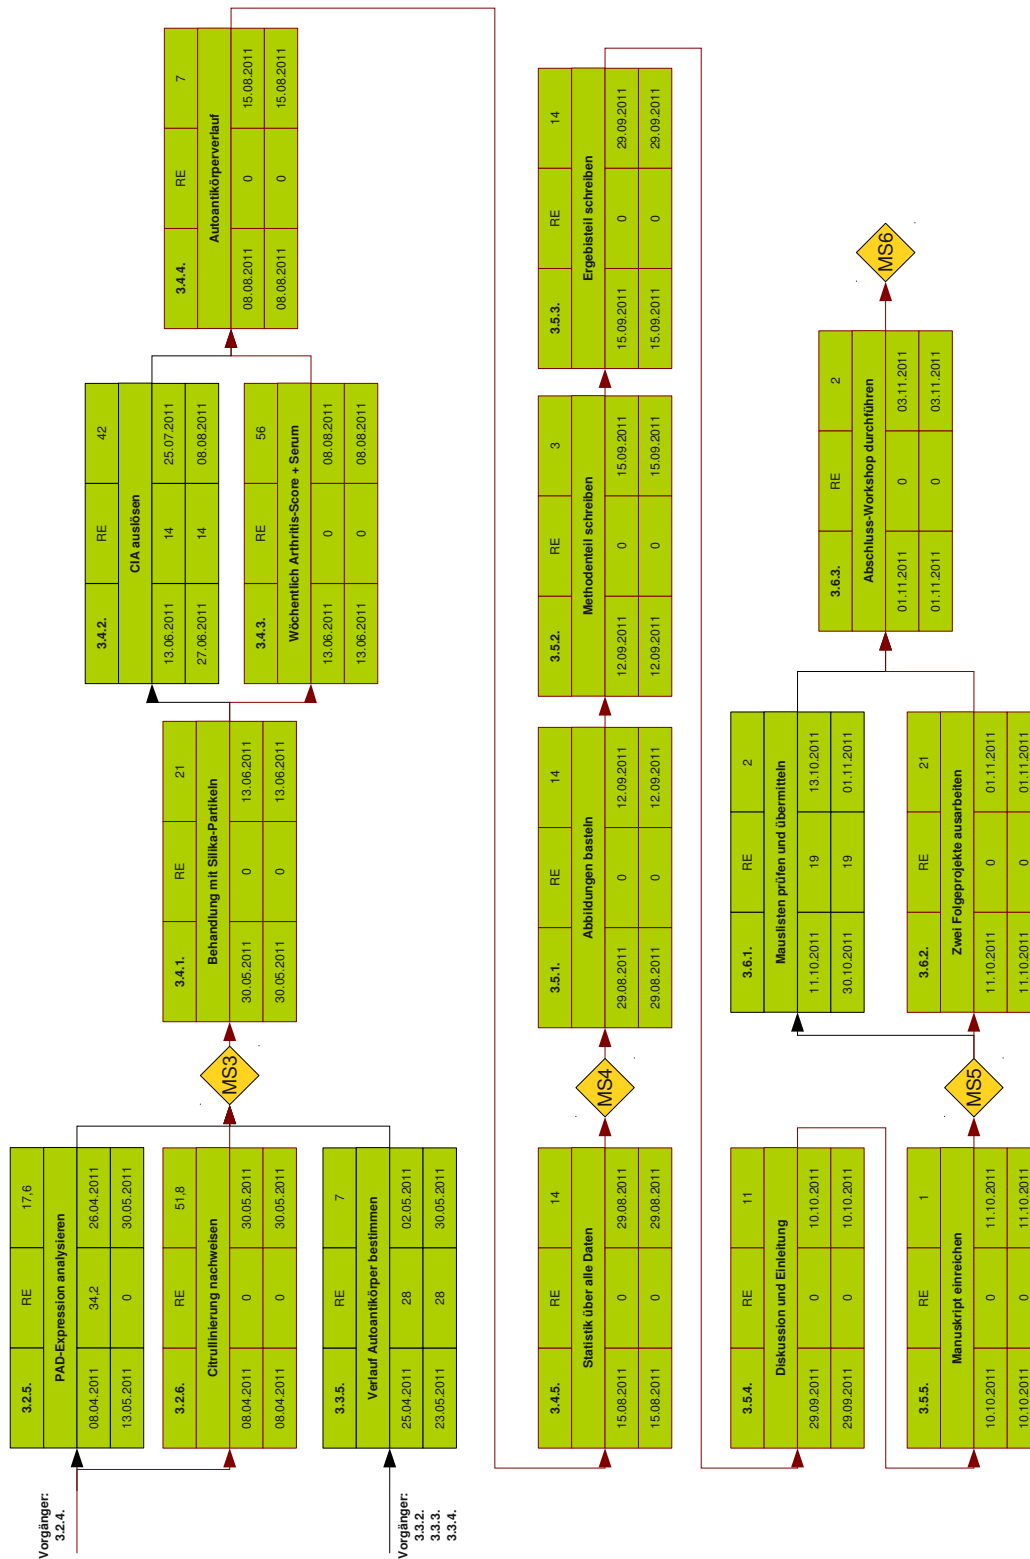 Vorgänger:
3.2.4.
3.2.5. RE 17,6
PAD-Expression analysieren
08.04.2011 34,2 26.04.2011
13.05.2011 0 30.05.2011
3.2.6. RE 51,8
Citrullinierung nachweisen
08.04.2011 0 30.05.2011
08.04.2011 0 30.05.2011
Vorgänger:
3.3.2.
3.3.3.
3.3.4.
3.3.5. RE 7
Verlauf Autoantikörper bestimmen
25.04.2011 28 02.05.2011
23.05.2011 28 30.05.2011
MS3
3.4.1. RE 21
Behandlung mit Silika-Partikeln
30.05.2011 0 13.06.2011
30.05.2011 0 13.06.2011
3.4.2. RE 42
CIA auslösen
13.06.2011 14 25.07.2011
27.06.2011 14 08.08.2011
3.4.3. RE 56
Wöchentlich Arthritis-Score + Serum
13.06.2011 0 08.08.2011
13.06.2011 0 08.08.2011
3.4.4. RE 7
Autoantikörperverlauf
08.08.2011 0 15.08.2011
08.08.2011 0 15.08.2011
3.4.5. RE 14
Statistik über alle Daten
15.08.2011 0 29.08.2011
15.08.2011 0 29.08.2011
MS4
3.5.1. RE 14
Abbildungen basteln
29.08.2011 0 12.09.2011
29.08.2011 0 12.09.2011
3.5.2. RE 3
Methodenteil schreiben
12.09.2011 0 15.09.2011
12.09.2011 0 15.09.2011
3.5.3. RE 14
Ergebisteil schreiben
15.09.2011 0 29.09.2011
15.09.2011 0 29.09.2011
3.5.4. RE 11
Diskussion und Einleitung
29.09.2011 0 10.10.2011
29.09.2011 0 10.10.2011
3.5.5. RE 1
Manuskript einreichen
10.10.2011 0 11.10.2011
10.10.2011 0 11.10.2011
MS5
3.6.1. RE 2
Mauslisten prüfen und übermitteln
11.10.2011 19 13.10.2011
30.10.2011 19 01.11.2011
3.6.2. RE 21
Zwei Folgeprojekte ausarbeiten
11.10.2011 0 01.11.2011
11.10.2011 0 01.11.2011
3.6.3. RE 2
Abschluss-Workshop durchführen
01.11.2011 0 03.11.2011
01.11.2011 0 03.11.2011
MS6